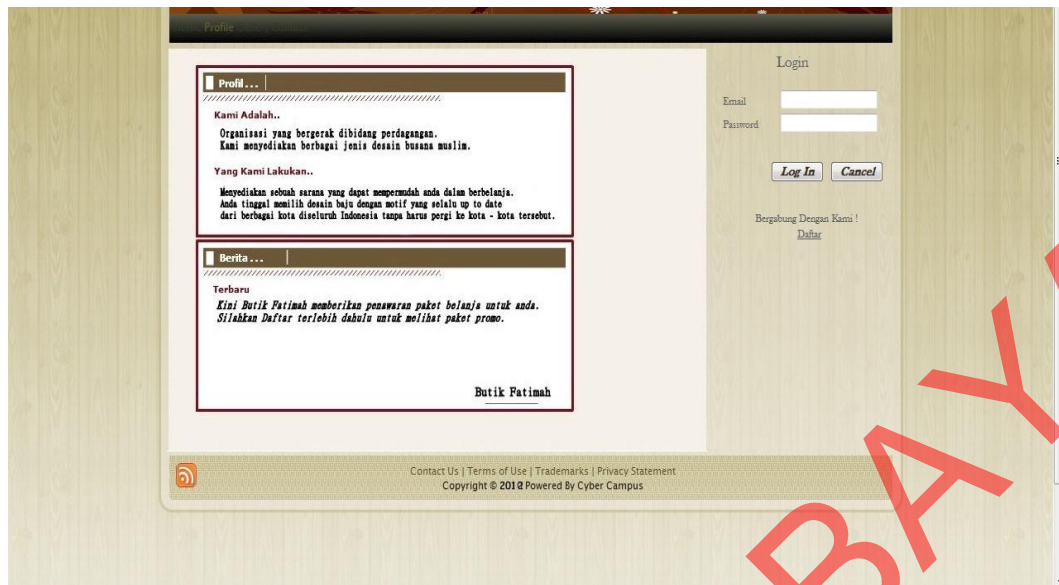 Profile
Login
Profil...
Kami Adalah..
Organisasi yang bergerak dibidang perdagangan.
Kami menyediakan berbagai jenis desain busana muslim.
Yang Kami Lakukan..
Menyediakan sebuah sarana yang dapat mempermudah anda dalam berbelanja.
Anda tinggal memilih desain baju dengan motif yang selalu up to date
dari berbagai kota diseluruh Indonesia tanpa harus pergi ke kota - kota tersebut.
Email
Password
Log In Cancel
Bergabung Dengan Kami !
Daftar
Berita...
Terbaru
Kini Butik Fatimah memberikan penawaran paket belanja untuk anda.
Silahkan Daftar terlebih dahulu untuk melihat paket promo.
Butik Fatimah
Contact Us | Terms of Use | Trademarks | Privacy Statement
Copyright © 2012 Powered By Cyber Campus
BAY